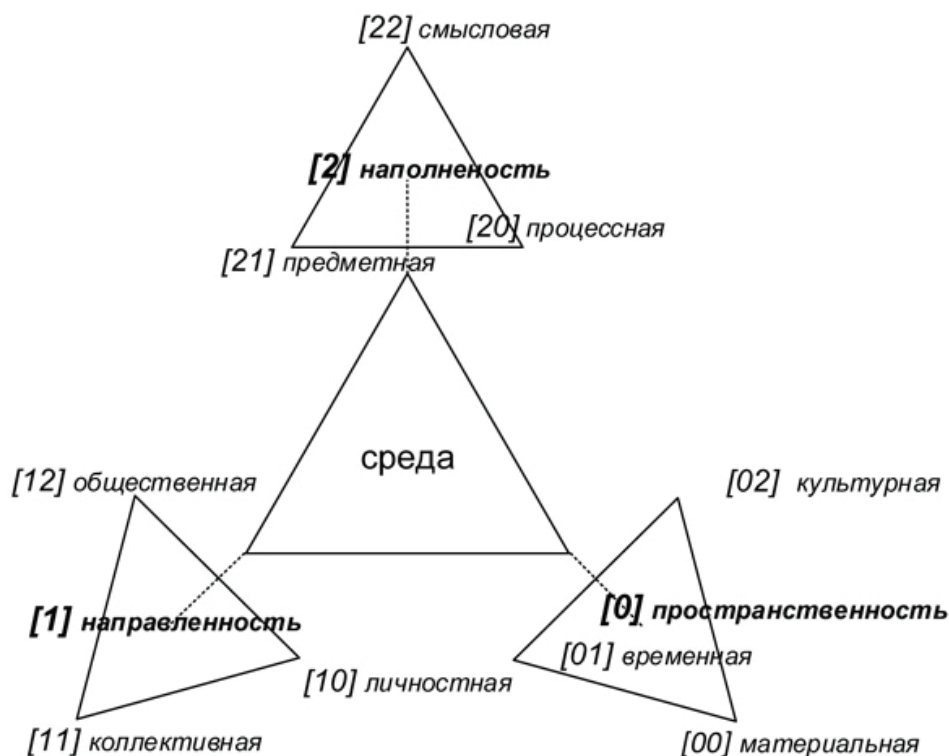 [22] смысловая
[2] наполненость
[20] процессная
[21] предметная
среда
[12] общественная
[02] культурная
[1] направленность
[0] пространственность
[01] временная
[10] личностная
[11] коллективная
[00] материальная